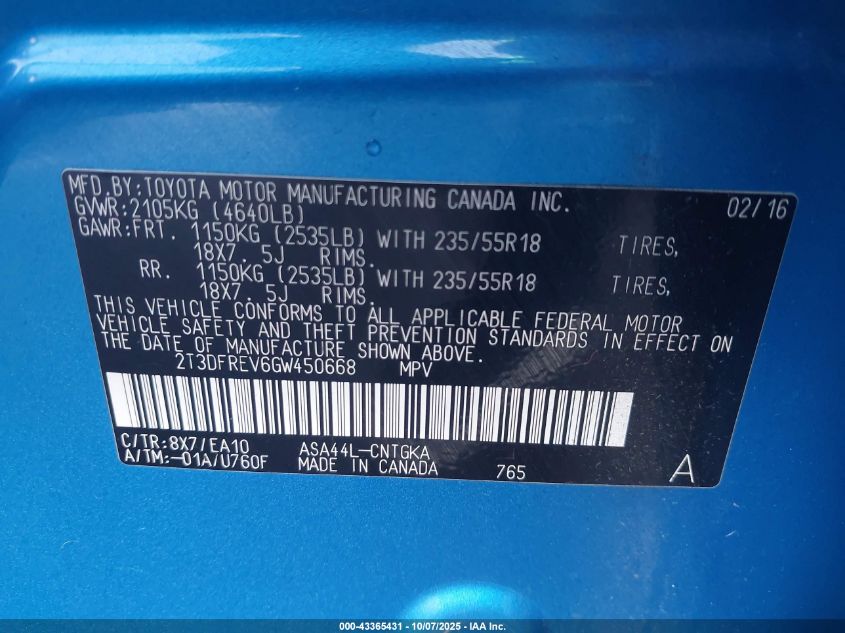 MFD.BY:TOYOTA MOTOR MANUFACTURING CANADA INC. 02/16
GVWR:2105KG (4640LB)
GAWR:FRT. 1150KG (2535LB) WITH 235/55R18 TIRES,
18X7.5J RIMS.
RR. 1150KG (2535LB) WITH 235/55R18 TIRES,
18X7.5J RIMS.
THIS VEHICLE CONFORMS TO ALL APPLICABLE FEDERAL MOTOR
VEHICLE SAFETY AND THEFT PREVENTION STANDARDS IN EFFECT ON
THE DATE OF MANUFACTURE SHOWN ABOVE.
2T3DFREV6GW450668 MPV
C/TR:8X7/EA10 ASA44L-CNTGKA
A/TM:-01A/U760F MADE IN CANADA 765 A
000-43365431 - 10/07/2025 - IAA Inc.